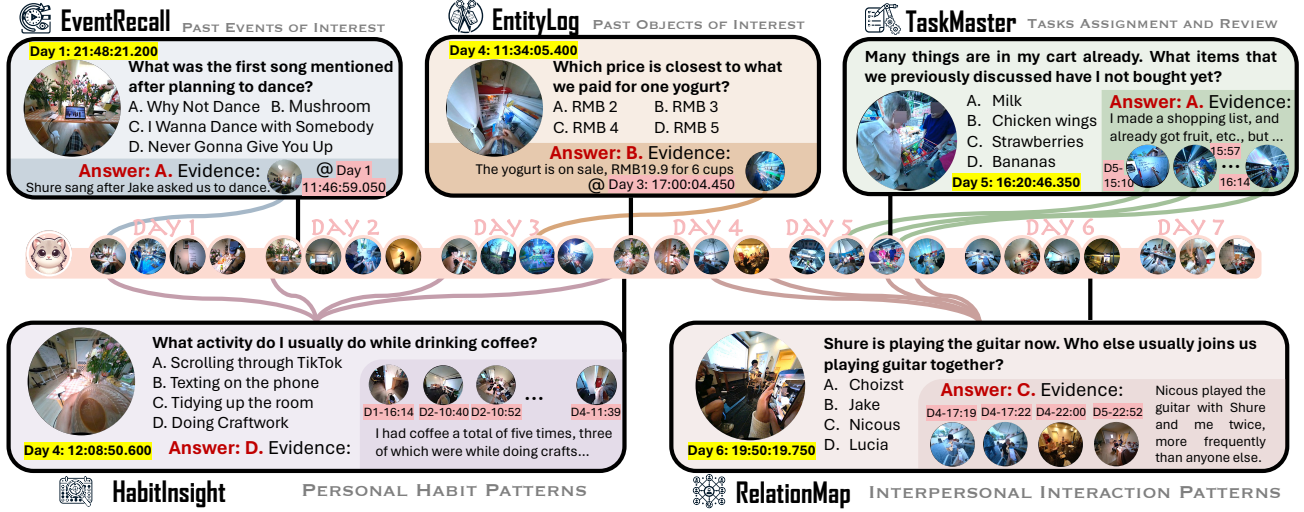 EventRecall PAST EVENTS OF INTEREST
Day 1: 21:48:21.200
What was the first song mentioned
after planning to dance?
A. Why Not Dance B. Mushroom
C. I Wanna Dance with Somebody
D. Never Gonna Give You Up
Answer: A. Evidence:
Shure sang after Jake asked us to dance.
@ Day 1
11:46:59.050
EntityLog PAST OBJECTS OF INTEREST
Day 4: 11:34:05.400
Which price is closest to what
we paid for one yogurt?
A. RMB 2 B. RMB 3
C. RMB 4 D. RMB 5
Answer: B. Evidence:
The yogurt is on sale, RMB19.9 for 6 cups
@ Day 3: 17:00:04.450
TaskMaster TASKS ASSIGNMENT AND REVIEW
Many things are in my cart already. What items that
we previously discussed have I not bought yet?
A. Milk
B. Chicken wings
C. Strawberries
D. Bananas
Day 5: 16:20:46.350
Answer: A. Evidence:
I made a shopping list, and
already got fruit, etc., but ...
D5-
15:10
15:57
...
16:14
DAY 1 DAY 2 DAY 3 DAY 4 DAY 5 DAY 6 DAY 7
What activity do I usually do while drinking coffee?
A. Scrolling through TikTok
B. Texting on the phone
C. Tidying up the room
D. Doing Craftwork
Day 4: 12:08:50.600
Answer: D. Evidence:
...
D1-16:14 D2-10:40 D2-10:52 D4-11:39
I had coffee a total of five times, three
of which were while doing crafts...
HabitInsight PERSONAL HABIT PATTERNS
Shure is playing the guitar now. Who else usually joins us
playing guitar together?
A. Choizst
B. Jake
C. Nicous
D. Lucia
Day 6: 19:50:19.750
Answer: C. Evidence:
D4-17:19 D4-17:22 D4-22:00 D5-22:52
Nicous played the
guitar with Shure
and me twice,
more frequently
than anyone else.
RelationMap INTERPERSONAL INTERACTION PATTERNS